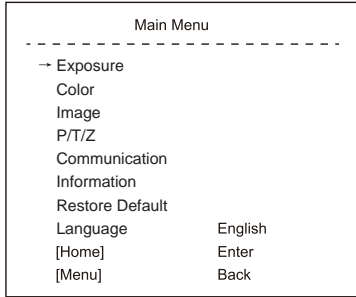 Main Menu
→ Exposure
Color
Image
P/T/Z
Communication
Information
Restore Default
Language English
[Home] Enter
[Menu] Back